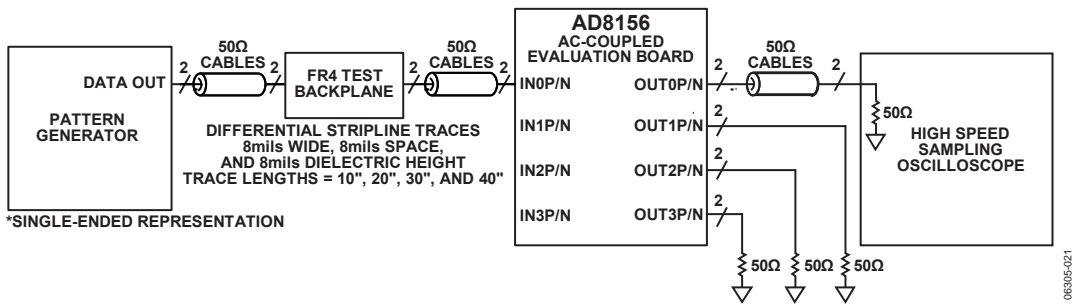 AD8156
AC-COUPLED
EVALUATION BOARD
50Ω
CABLES
50Ω
CABLES
50Ω
CABLES
DATA OUT
2
2
FR4 TEST
BACKPLANE
2
2
IN0P/N
OUT0P/N
2
2
50Ω
PATTERN
GENERATOR
DIFFERENTIAL STRIPLINE TRACES
8mils WIDE, 8mils SPACE,
AND 8mils DIELECTRIC HEIGHT
TRACE LENGTHS = 10", 20", 30", AND 40"
IN1P/N
OUT1P/N
2
IN2P/N
OUT2P/N
2
IN3P/N
OUT3P/N
2
HIGH SPEED
SAMPLING
OSCILLOSCOPE
*SINGLE-ENDED REPRESENTATION
50Ω
50Ω
50Ω
06305-021